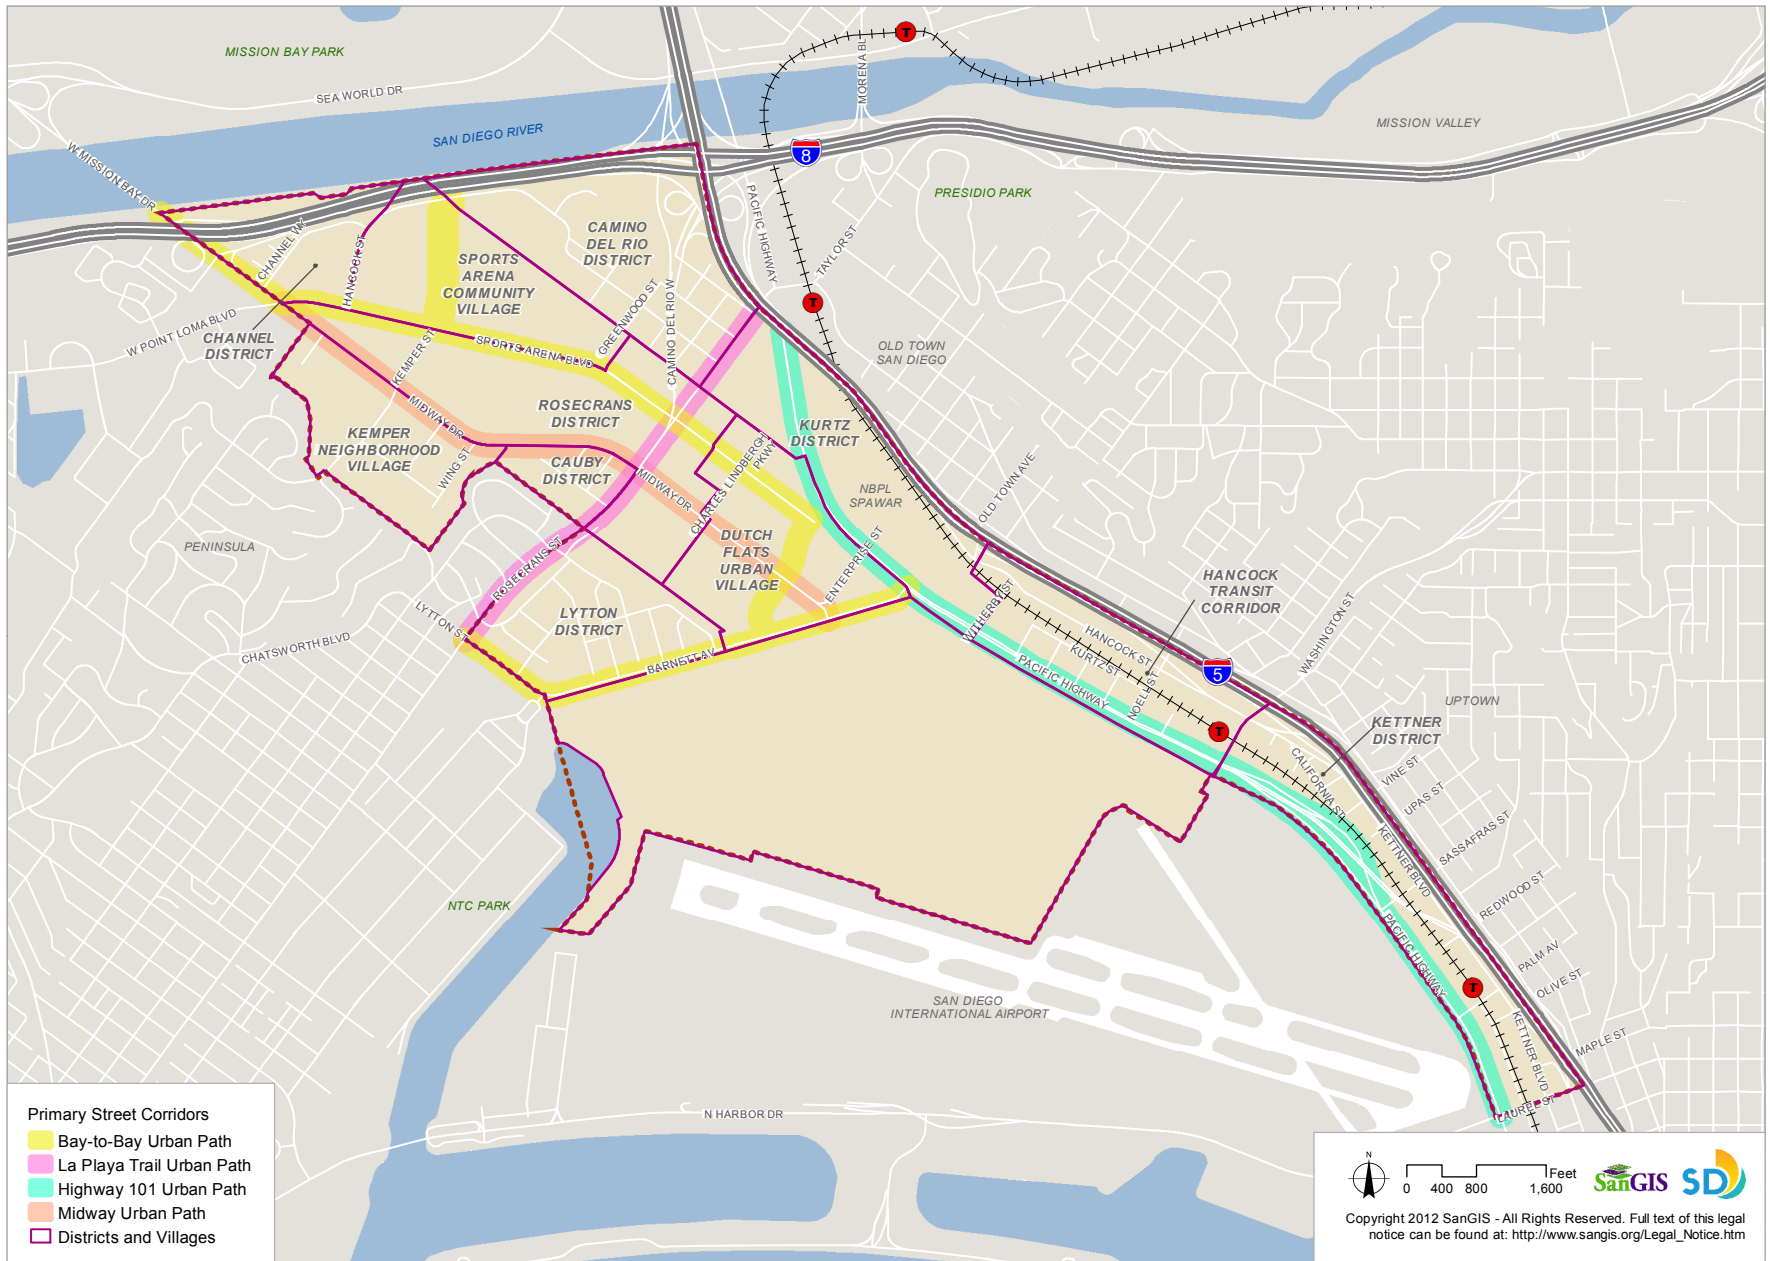 MISSION BAY PARK
SEA WORLD DR
SAN DIEGO RIVER
W MISSION BAY DR
MORENA BL
MISSION VALLEY
8
T
PRESIDIO PARK
PACIFIC HIGHWAY
TAYLOR ST
T
CHANNEL WY
HANCOCK ST
CAMINO
DEL RIO
DISTRICT
SPORTS
ARENA
COMMUNITY
VILLAGE
GREENWOOD ST
CAMINO DEL RIO W
W POINT LOMA BLVD
CHANNEL
DISTRICT
KEMPER ST
SPORTS ARENA BLVD
OLD TOWN
SAN DIEGO
MIDWAY DR
ROSECRANS
DISTRICT
KEMPER
NEIGHBORHOOD
VILLAGE
WING ST
CAUBY
DISTRICT
MIDWAY DR
CHARLES LINDBERGH
PKWY
KURTZ
DISTRICT
NBPL
SPAWAR
OLD TOWN AVE
DUTCH
FLATS
URBAN
VILLAGE
ENTERPRISE ST
PENINSULA
ROSECRANS ST
LYTTON ST
CHATSWORTH BLVD
LYTTON
DISTRICT
BARNETT AV
WITHERBY ST
HANCOCK
TRANSIT
CORRIDOR
HANCOCK ST
KURTZ ST
PACIFIC HIGHWAY
NOELL ST
5
WASHINGTON ST
UPTOWN
T
KETTNER
DISTRICT
CALIFORNIA ST
VINE ST
UPAS ST
SASSAFRAS ST
KETTNER BLVD
REDWOOD ST
PACIFIC HIGHWAY
PALM AV
OLIVE ST
T
KETTNER BLVD
MAPLE ST
LAUREL ST
NTC PARK
SAN DIEGO
INTERNATIONAL AIRPORT
N HARBOR DR
Primary Street Corridors
Bay-to-Bay Urban Path
La Playa Trail Urban Path
Highway 101 Urban Path
Midway Urban Path
Districts and Villages
N
Feet
0 400 800 1,600
SanGIS
SD
Copyright 2012 SanGIS - All Rights Reserved. Full text of this legal
notice can be found at: http://www.sangis.org/Legal_Notice.htm